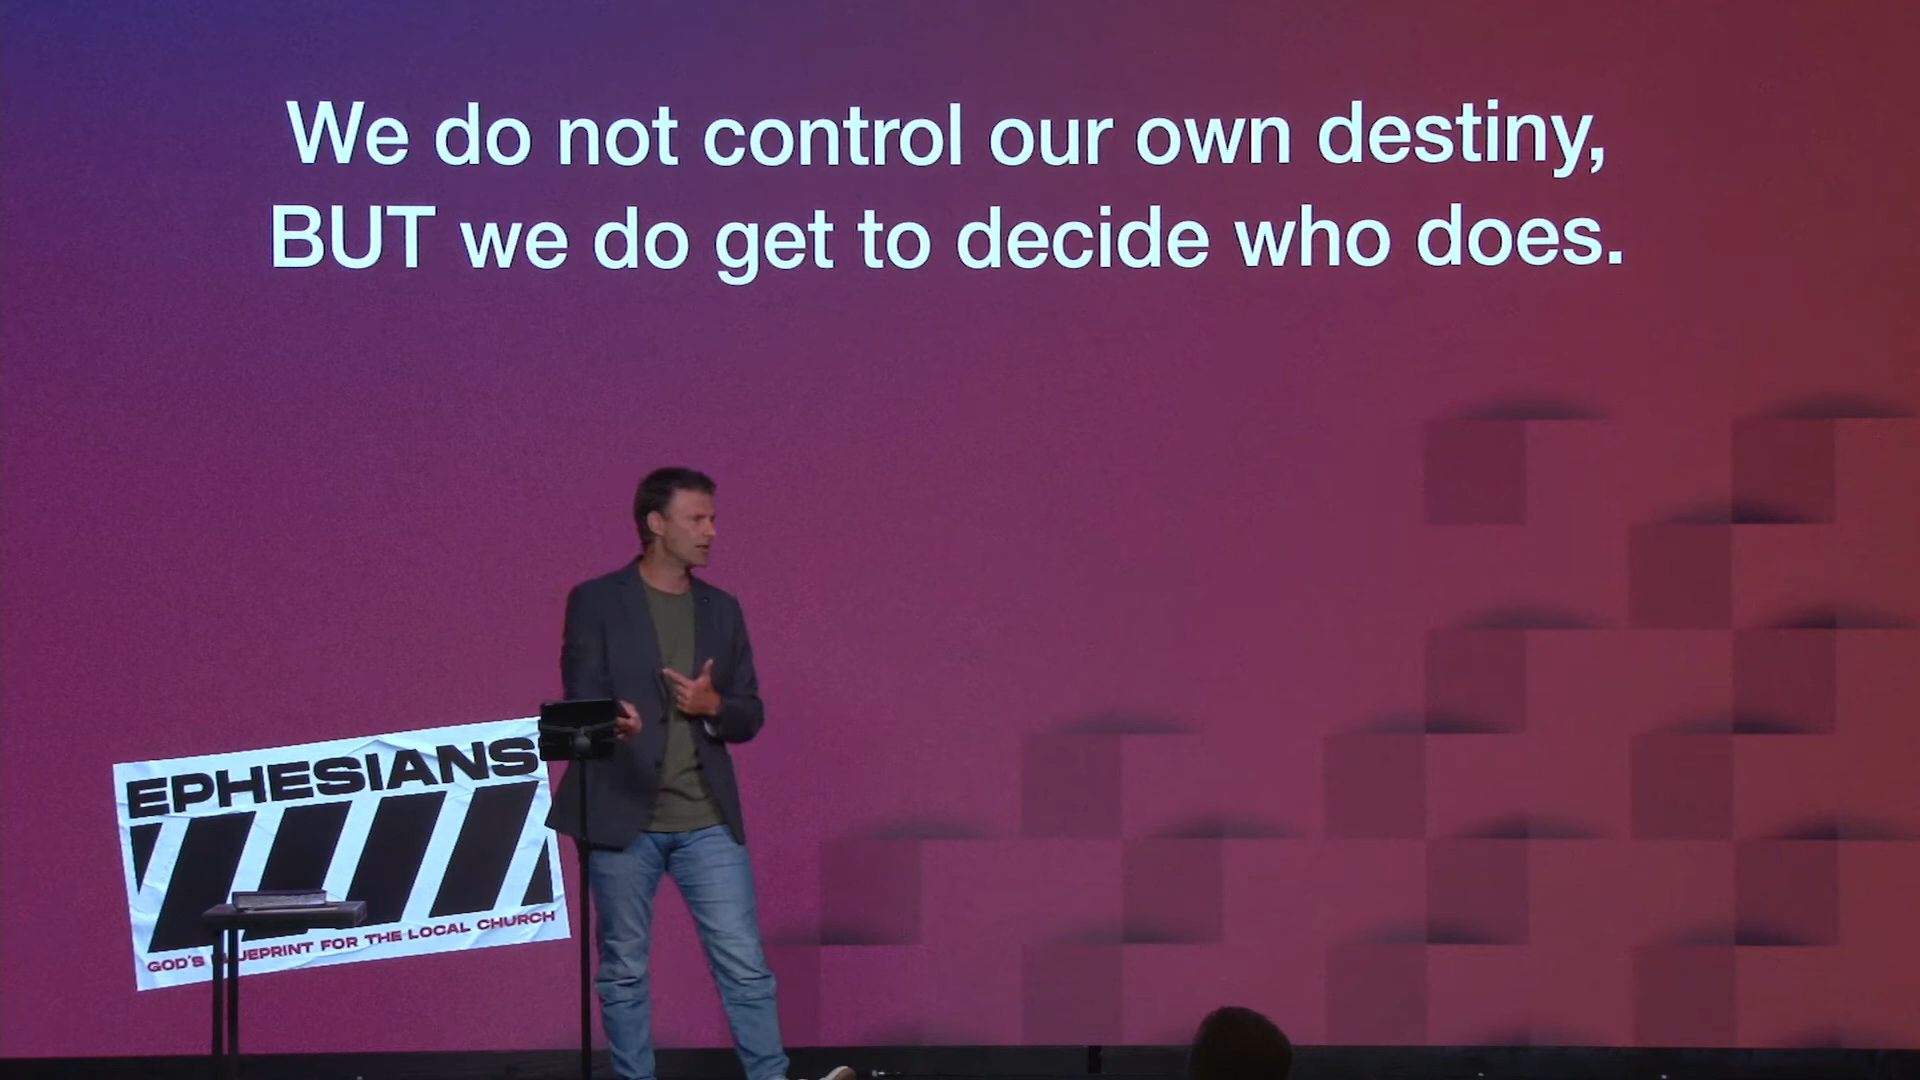 We do not control our own destiny,
BUT we do get to decide who does.
EPHESIANS
GOD'S BLUEPRINT FOR THE LOCAL CHURCH